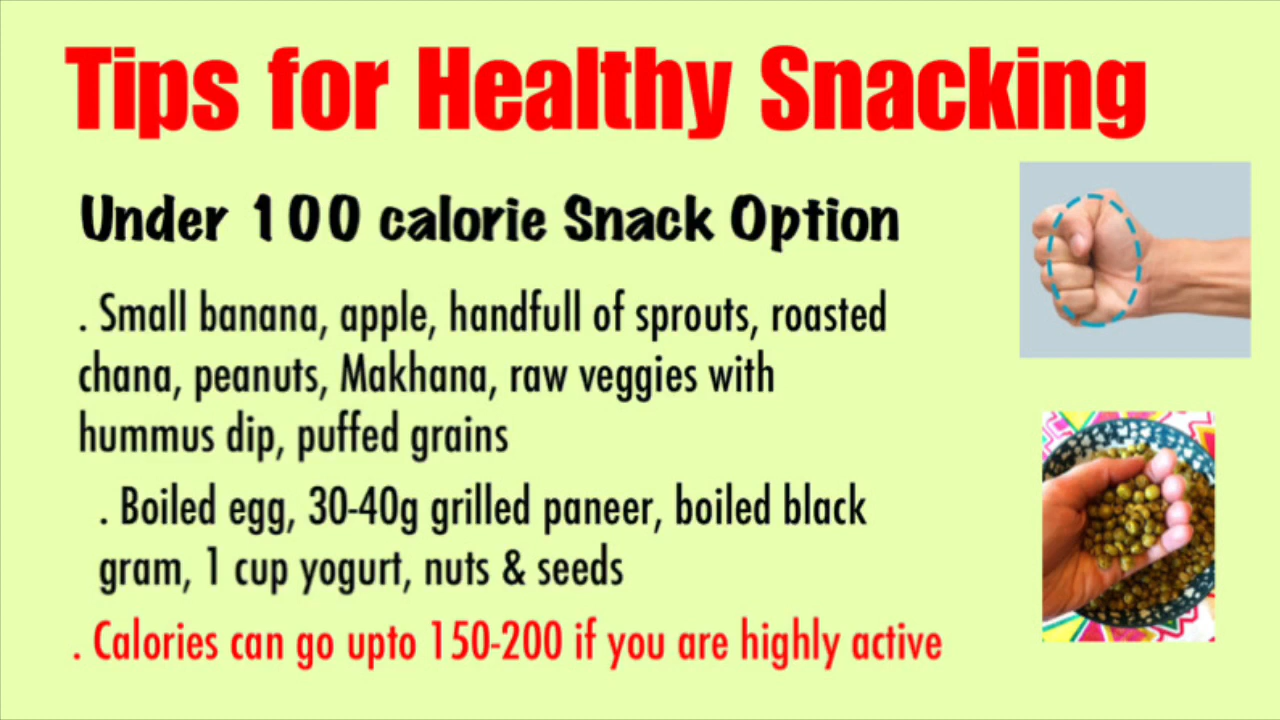 Tips for Healthy Snacking
Under 100 calorie Snack Option
. Small banana, apple, handfull of sprouts, roasted
chana, peanuts, Makhana, raw veggies with
hummus dip, puffed grains
. Boiled egg, 30-40g grilled paneer, boiled black
gram, 1 cup yogurt, nuts & seeds
. Calories can go upto 150-200 if you are highly active